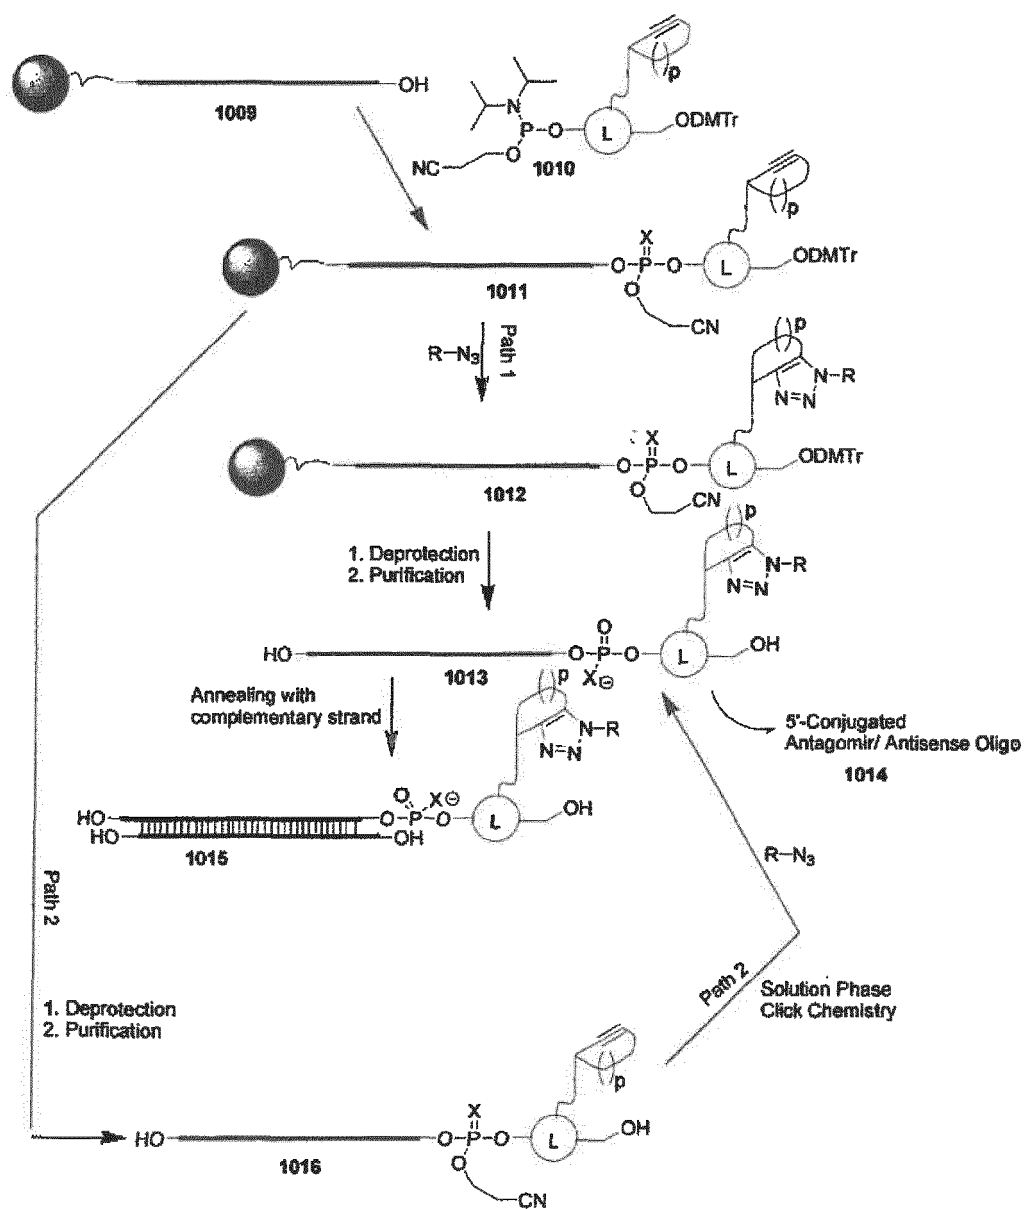 OH
1009
N
P–O
L
ODMTr
O
NC
1010
( )p
X
O–P–O
L
ODMTr
1011
O
CN
( )p
R–N3
Path 1
( )p
N–R
N=N
X
O–P–O
L
ODMTr
1012
O
CN
1. Deprotection
2. Purification
( )p
N–R
N=N
O
HO
O–P–O
L
OH
1013
X⊖
Annealing with
complementary strand
( )p
N–R
N=N
5'-Conjugated
Antagomir/ Antisense Oligo
1014
O
X⊖
HO
O–P–O
L
OH
HO
OH
1015
R–N3
Path 2
Path 2
Solution Phase
Click Chemistry
1. Deprotection
2. Purification
( )p
X
HO
O–P–O
L
OH
1016
O
CN